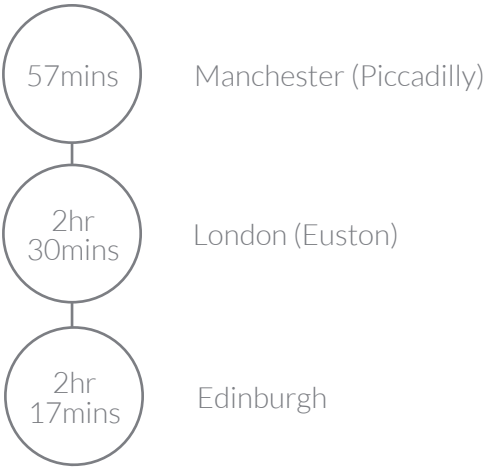 57mins
Manchester (Piccadilly)
2hr
30mins
London (Euston)
2hr
17mins
Edinburgh